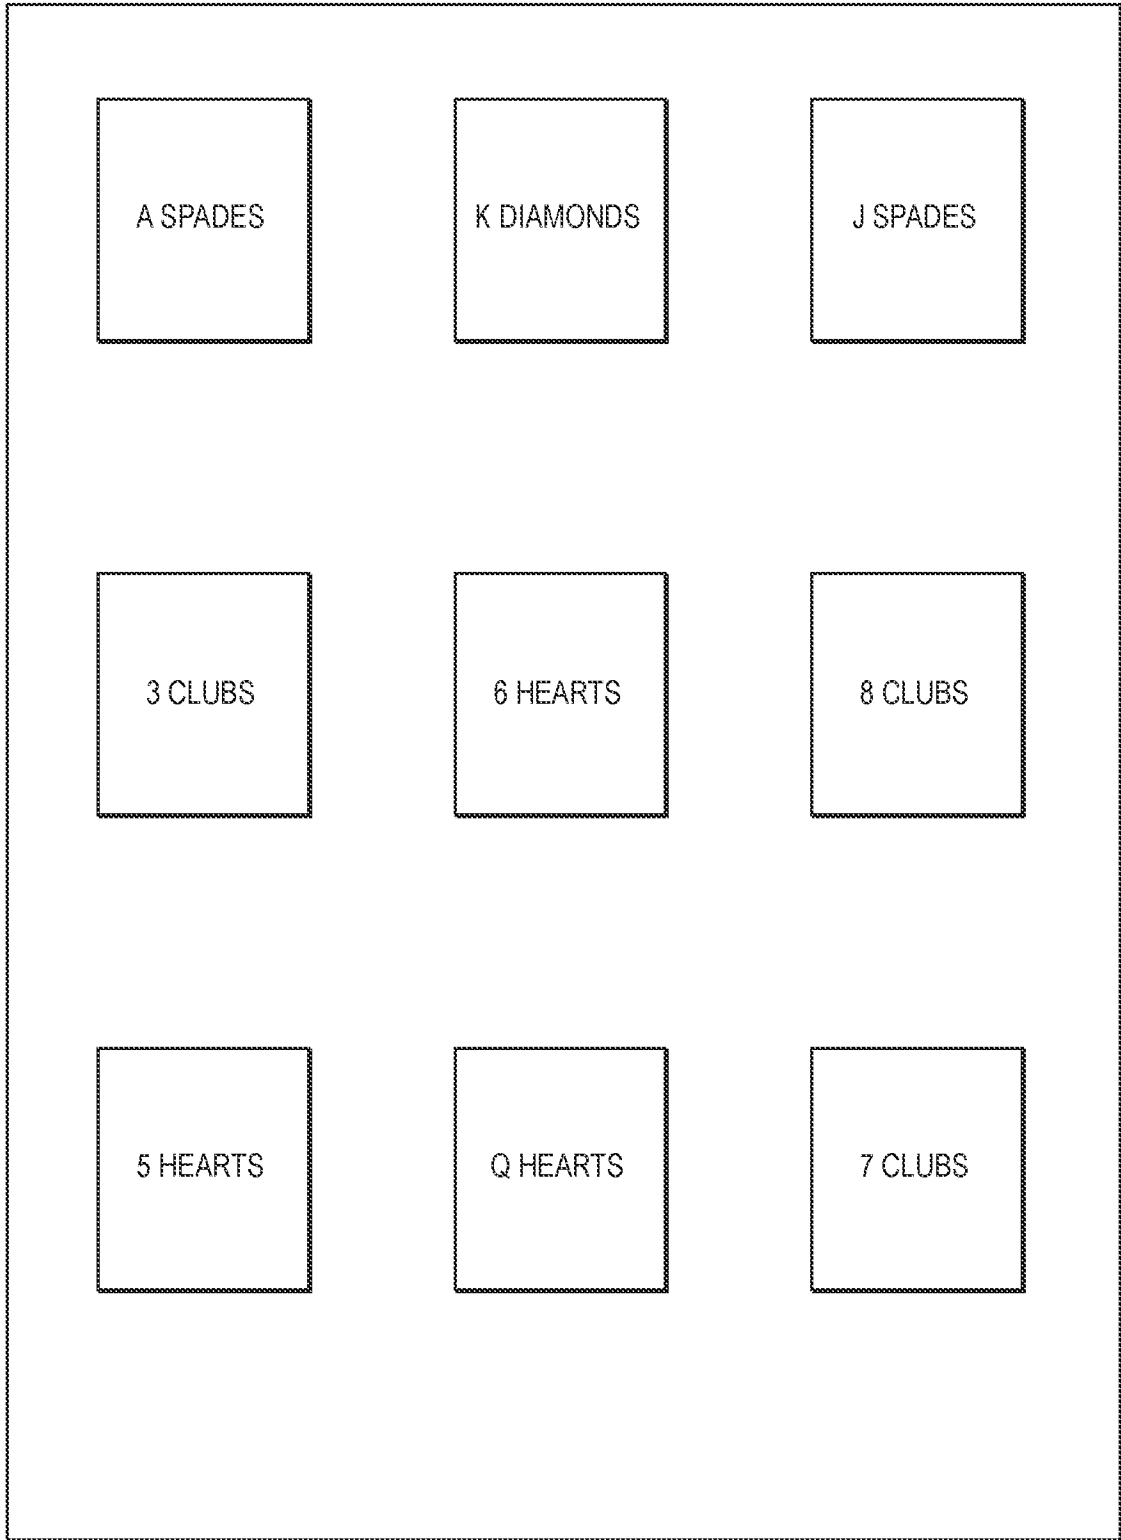 A SPADES
K DIAMONDS
J SPADES
3 CLUBS
6 HEARTS
8 CLUBS
5 HEARTS
Q HEARTS
7 CLUBS